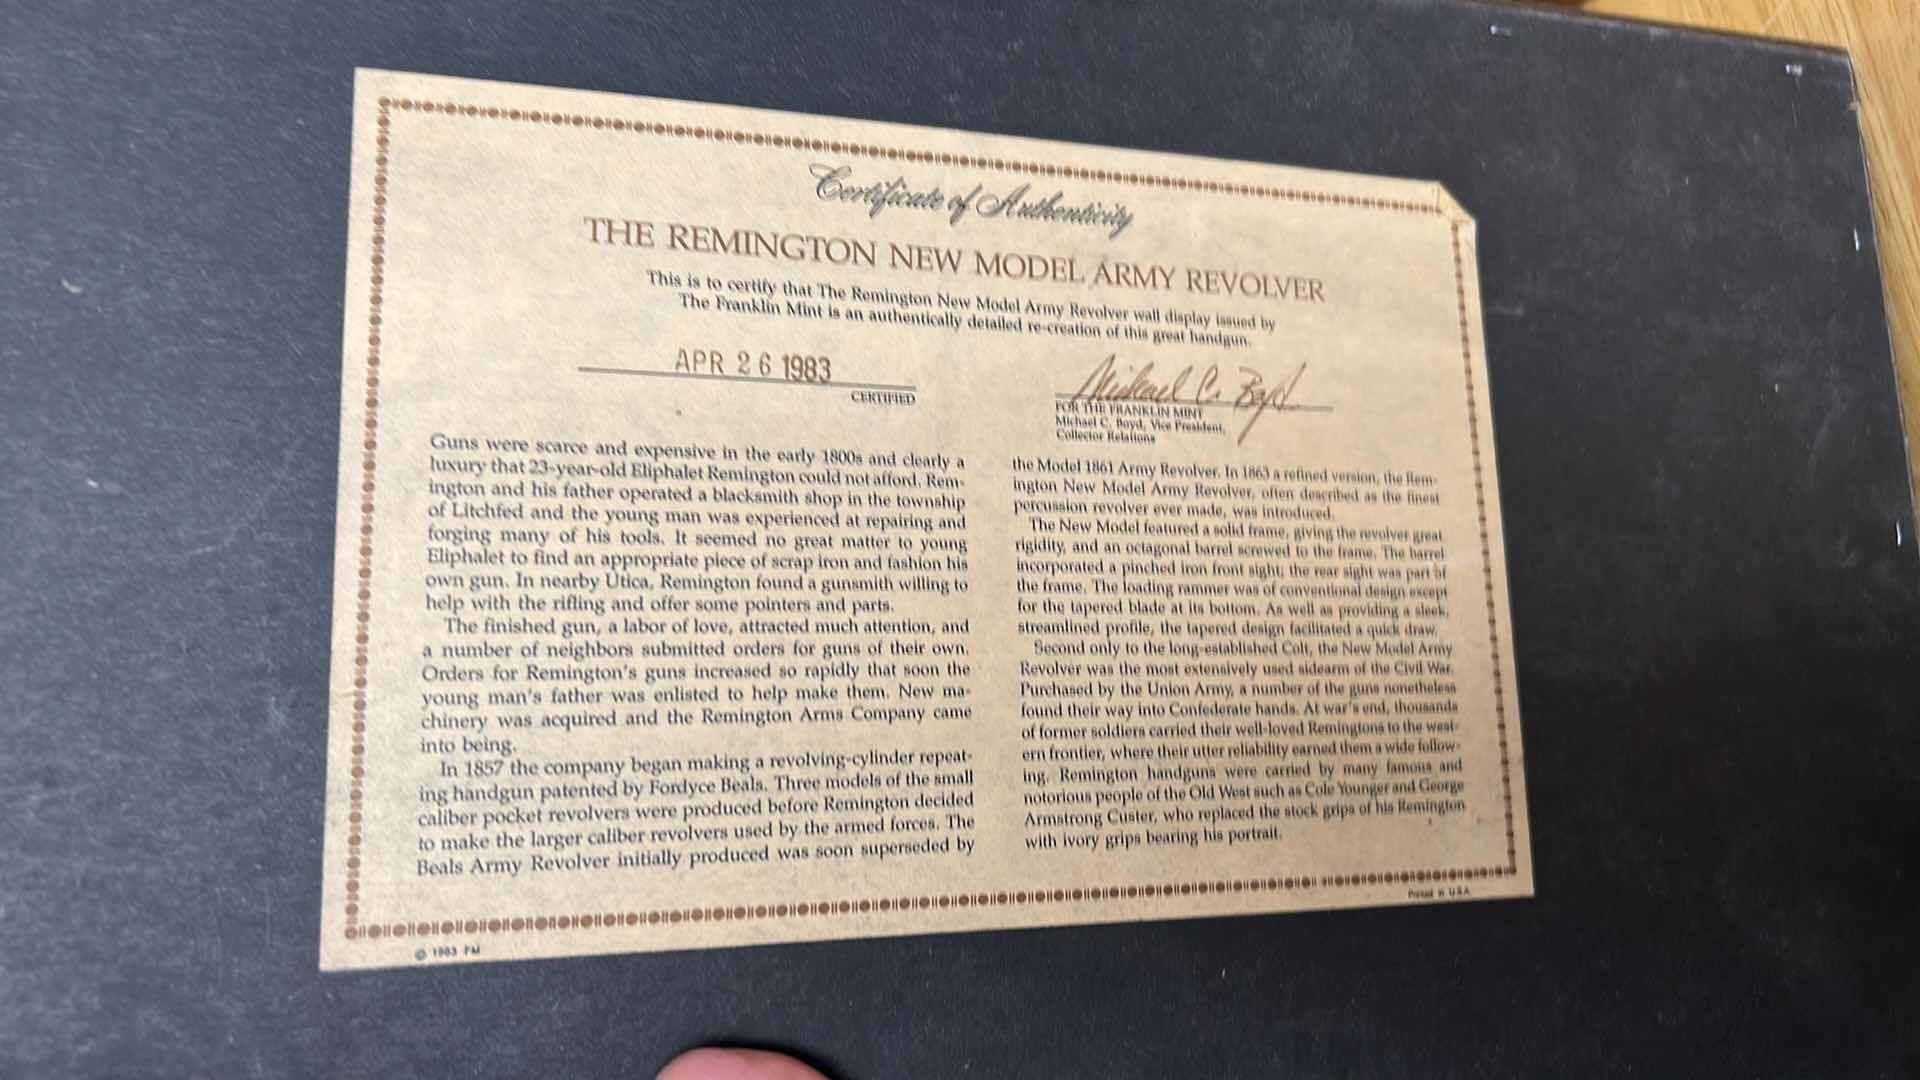 Certificate of Authenticity
THE REMINGTON NEW MODEL ARMY REVOLVER
This is to certify that The Remington New Model Army Revolver wall display issued by
The Franklin Mint is an authentically detailed re-creation of this great handgun.
APR 26 1983
CERTIFIED
Michael C. Boyd
FOR THE FRANKLIN MINT
Michael C. Boyd, Vice President,
Collector Relations
Guns were scarce and expensive in the early 1800s and clearly a
luxury that 23-year-old Eliphalet Remington could not afford. Rem-
ington and his father operated a blacksmith shop in the township
of Litchfed and the young man was experienced at repairing and
forging many of his tools. It seemed no great matter to young
Eliphalet to find an appropriate piece of scrap iron and fashion his
own gun. In nearby Utica, Remington found a gunsmith willing to
help with the rifling and offer some pointers and parts.
The finished gun, a labor of love, attracted much attention, and
a number of neighbors submitted orders for guns of their own.
Orders for Remington's guns increased so rapidly that soon the
young man's father was enlisted to help make them. New ma-
chinery was acquired and the Remington Arms Company came
into being.
In 1857 the company began making a revolving-cylinder repeat-
ing handgun patented by Fordyce Beals. Three models of the small
caliber pocket revolvers were produced before Remington decided
to make the larger caliber revolvers used by the armed forces. The
Beals Army Revolver initially produced was soon superseded by
the Model 1861 Army Revolver. In 1863 a refined version, the Rem-
ington New Model Army Revolver, often described as the finest
percussion revolver ever made, was introduced.
The New Model featured a solid frame, giving the revolver great
rigidity, and an octagonal barrel screwed to the frame. The barrel
incorporated a pinched iron front sight; the rear sight was part of
the frame. The loading rammer was of conventional design except
for the tapered blade at its bottom. As well as providing a sleek,
streamlined profile, the tapered design facilitated a quick draw.
Second only to the long-established Colt, the New Model Army
Revolver was the most extensively used sidearm of the Civil War.
Purchased by the Union Army, a number of the guns nonetheless
found their way into Confederate hands. At war's end, thousands
of former soldiers carried their well-loved Remingtons to the west-
ern frontier, where their utter reliability earned them a wide follow-
ing. Remington handguns were carried by many famous and
notorious people of the Old West such as Cole Younger and George
Armstrong Custer, who replaced the stock grips of his Remington
with ivory grips bearing his portrait.
Printed in U.S.A.
© 1983 FM